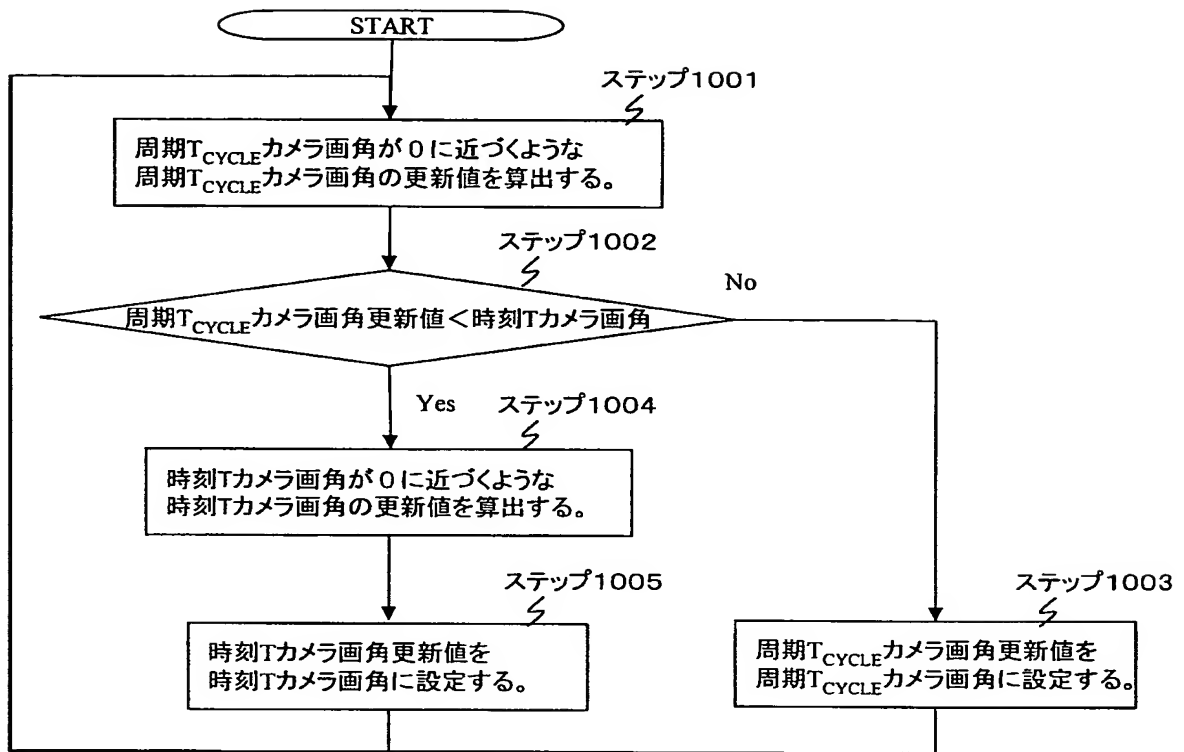 START
ステップ1001
周期T_CYCLEカメラ画角が0に近づくような
周期T_CYCLEカメラ画角の更新値を算出する。
ステップ1002
No
周期T_CYCLEカメラ画角更新値<時刻Tカメラ画角
Yes
ステップ1004
時刻Tカメラ画角が0に近づくような
時刻Tカメラ画角の更新値を算出する。
ステップ1005
時刻Tカメラ画角更新値を
時刻Tカメラ画角に設定する。
ステップ1003
周期T_CYCLEカメラ画角更新値を
周期T_CYCLEカメラ画角に設定する。